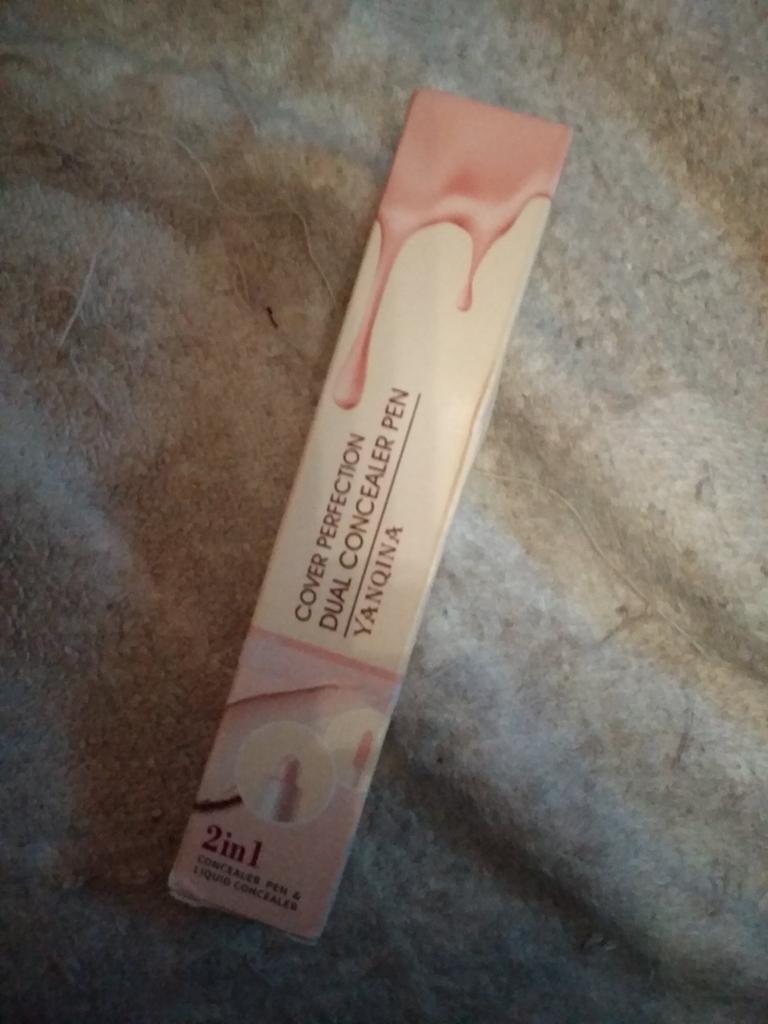 COVER PERFECTION
DUAL CONCEALER PEN
YANQINA
2in1
CONCEALER PEN &
LIQUID CONCEALER